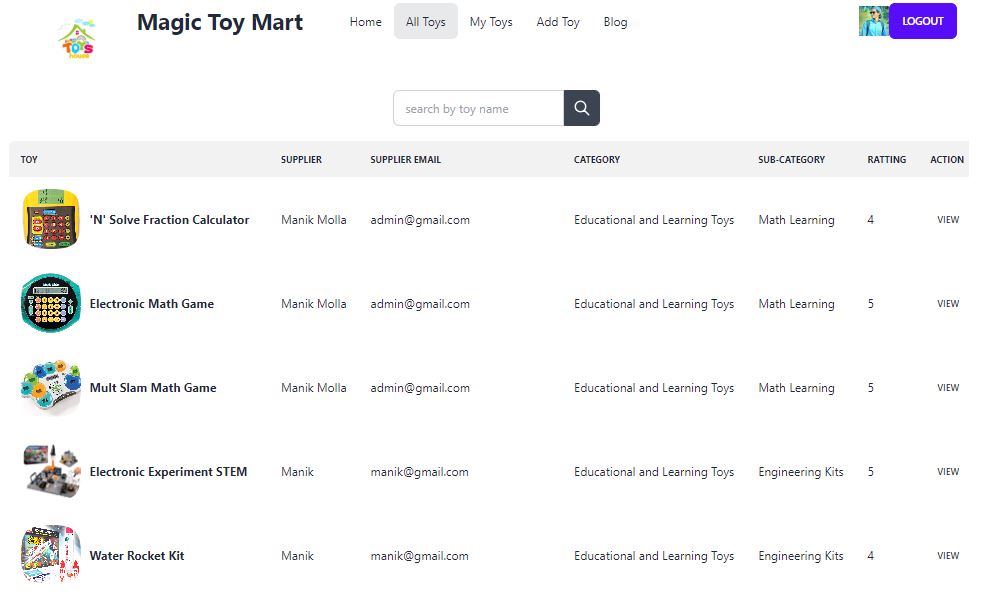 TOYS
house
Magic Toy Mart Home All Toys My Toys Add Toy Blog LOGOUT
search by toy name
TOY SUPPLIER SUPPLIER EMAIL CATEGORY SUB-CATEGORY RATTING ACTION
'N' Solve Fraction Calculator Manik Molla admin@gmail.com Educational and Learning Toys Math Learning 4 VIEW
Electronic Math Game Manik Molla admin@gmail.com Educational and Learning Toys Math Learning 5 VIEW
Mult Slam Math Game Manik Molla admin@gmail.com Educational and Learning Toys Math Learning 5 VIEW
Electronic Experiment STEM Manik manik@gmail.com Educational and Learning Toys Engineering Kits 5 VIEW
Water Rocket Kit Manik manik@gmail.com Educational and Learning Toys Engineering Kits 4 VIEW